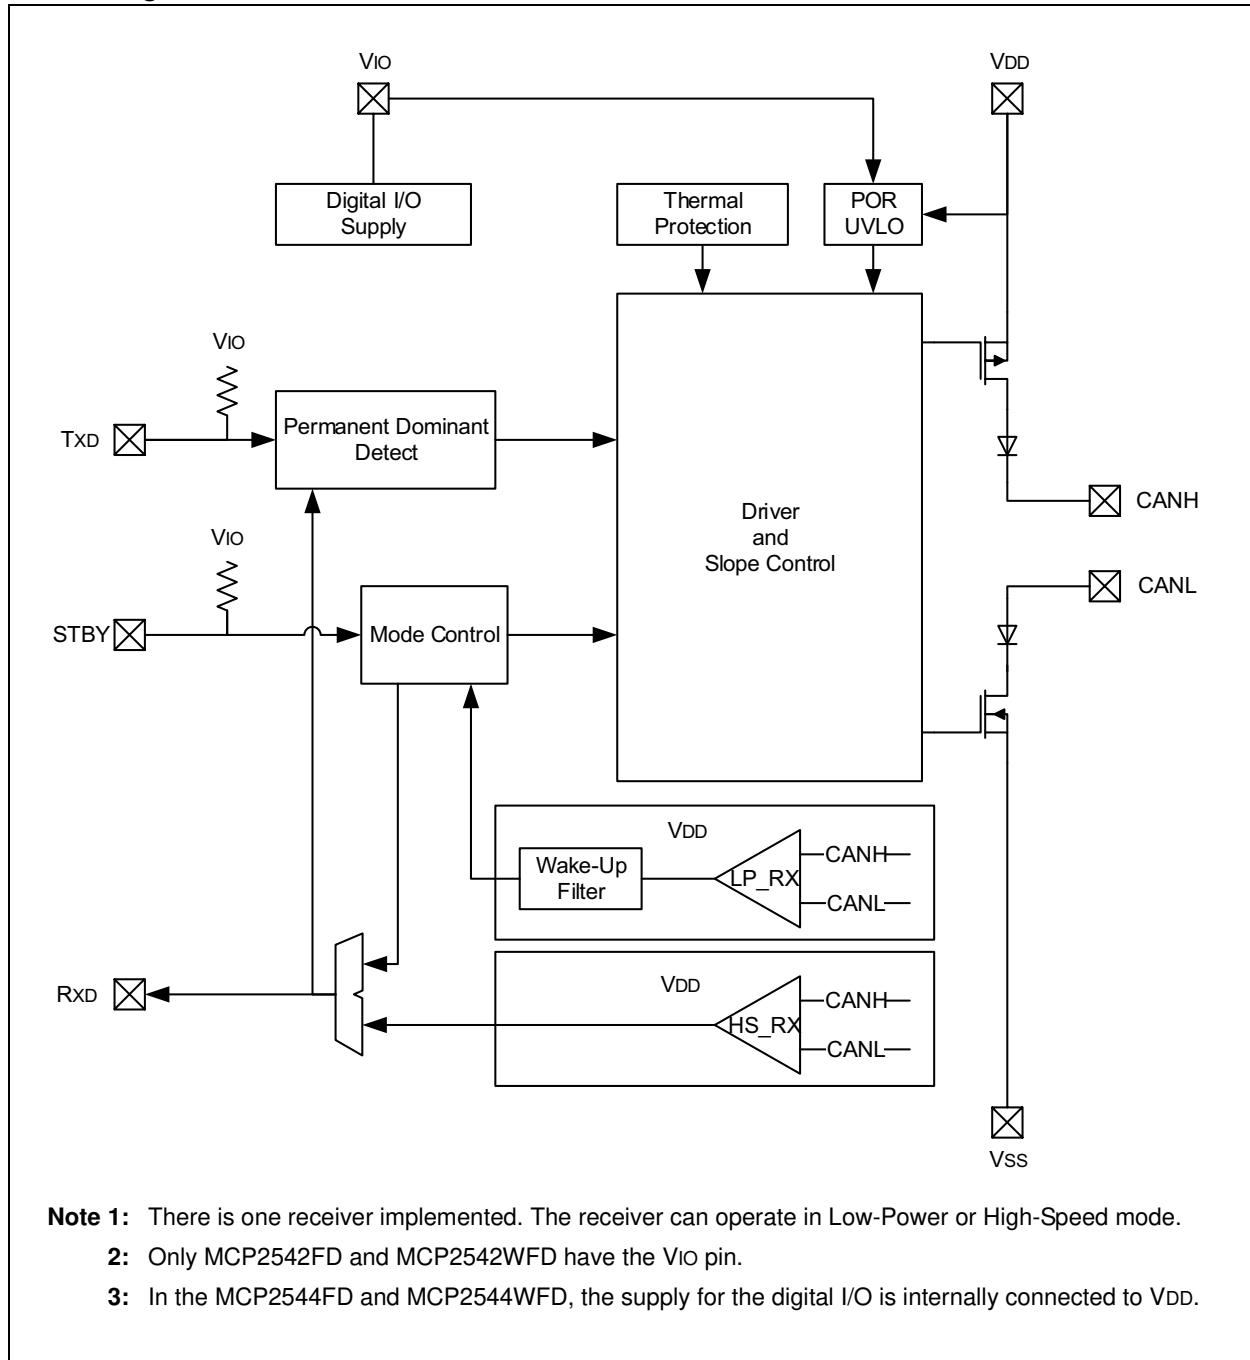 VIO
VDD
Digital I/O
Supply
Thermal
Protection
POR
UVLO
VIO
TXD
Permanent Dominant
Detect
Driver
and
Slope Control
CANH
VIO
STBY
Mode Control
CANL
VDD
Wake-Up
Filter
LP_RX
CANH
CANL
RXD
VDD
HS_RX
CANH
CANL
VSS
Note 1: There is one receiver implemented. The receiver can operate in Low-Power or High-Speed mode.
2: Only MCP2542FD and MCP2542WFD have the VIO pin.
3: In the MCP2544FD and MCP2544WFD, the supply for the digital I/O is internally connected to VDD.